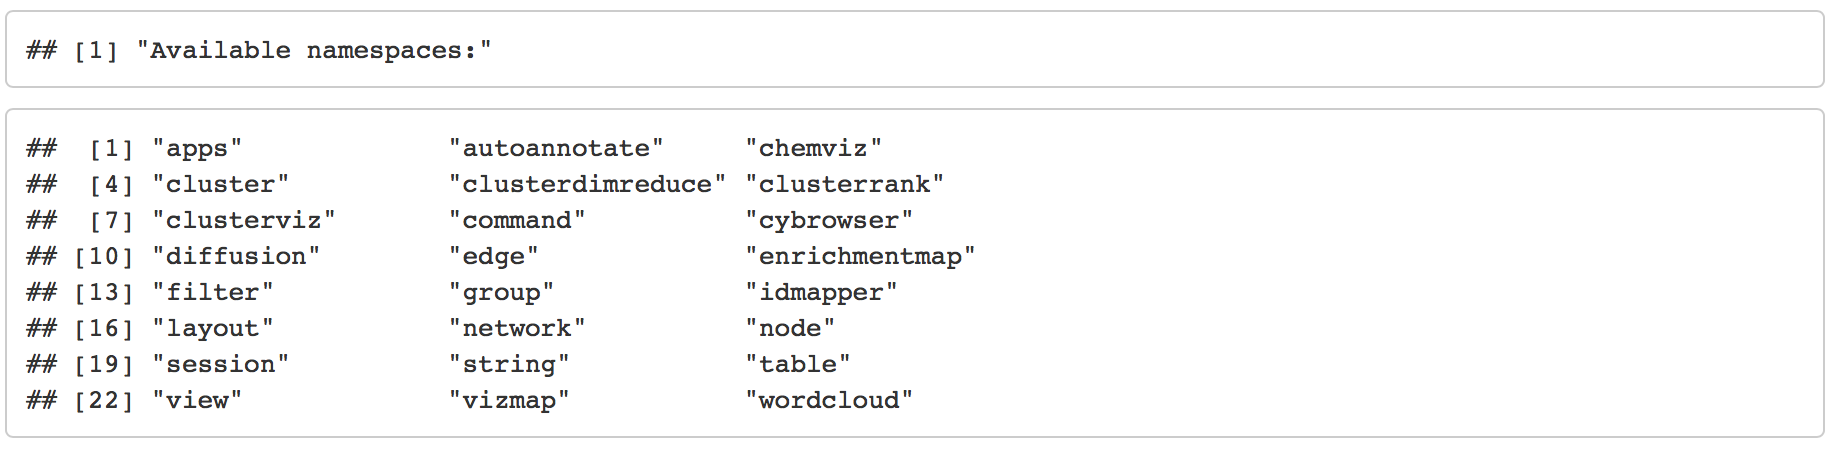 ## [1] "Available namespaces:"
##  [1] "apps"             "autoannotate"     "chemviz"
##  [4] "cluster"          "clusterdimreduce" "clusterrank"
##  [7] "clusterviz"       "command"          "cybrowser"
## [10] "diffusion"        "edge"             "enrichmentmap"
## [13] "filter"           "group"            "idmapper"
## [16] "layout"           "network"          "node"
## [19] "session"          "string"           "table"
## [22] "view"             "vizmap"           "wordcloud"